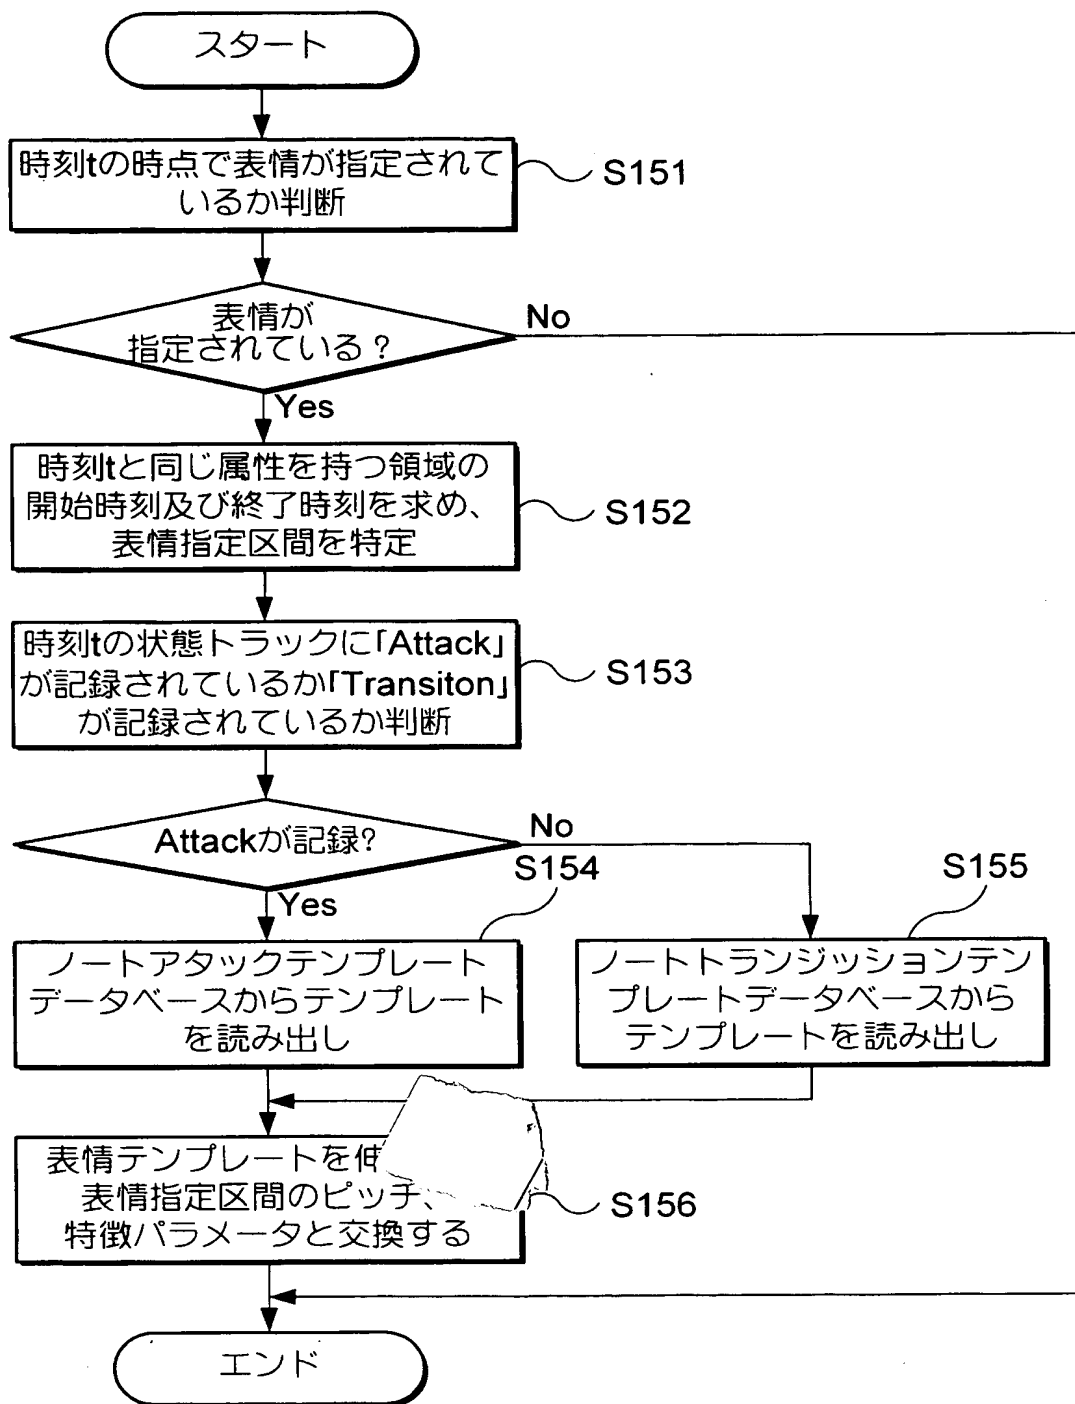 スタート
時刻tの時点で表情が指定されて
いるか判断
S151
表情が
指定されている？
No
Yes
時刻tと同じ属性を持つ領域の
開始時刻及び終了時刻を求め、
表情指定区間を特定
S152
時刻tの状態トラックに「Attack」
が記録されているか「Transiton」
が記録されているか判断
S153
Attackが記録?
No
Yes
S154
S155
ノートアタックテンプレート
データベースからテンプレート
を読み出し
ノートトランジッションテン
プレートデータベースから
テンプレートを読み出し
表情テンプレートを伸
表情指定区間のピッチ、
特徴パラメータと交換する
S156
エンド